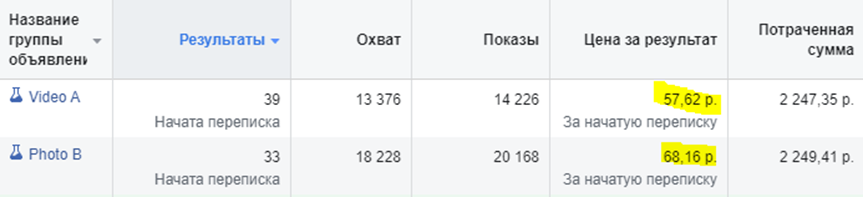 Название группы объявлени Результаты Охват Показы Цена за результат Потраченная сумма
Video A 39 13 376 14 226 57,62 р. 2 247,35 р.
Начата переписка За начатую переписку
Photo B 33 18 228 20 168 68,16 р. 2 249,41 р.
Начата переписка За начатую переписку